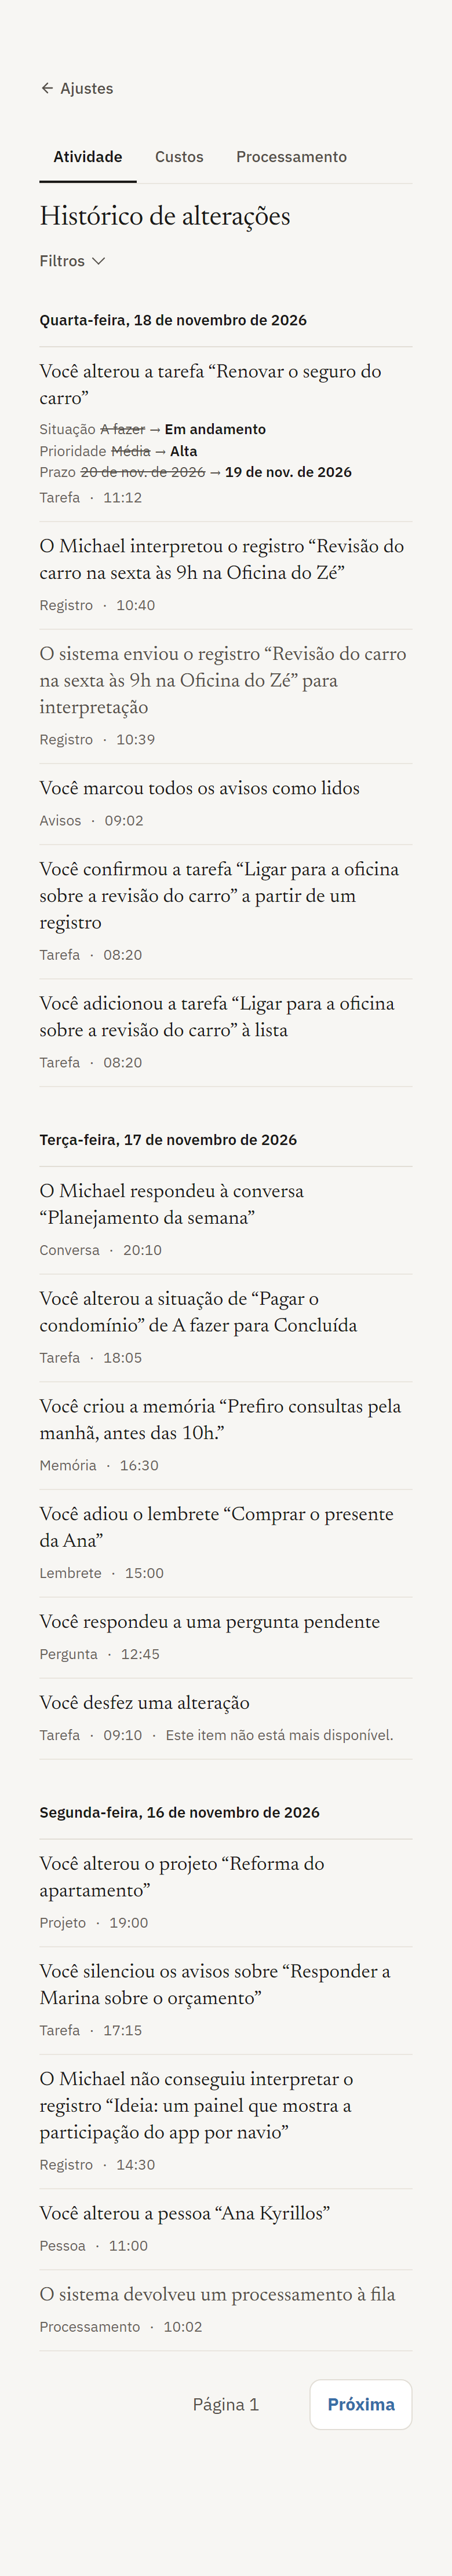 ← Ajustes
Atividade Custos Processamento
Histórico de alterações
Filtros
Quarta-feira, 18 de novembro de 2026
Você alterou a tarefa “Renovar o seguro do
carro”
Situação A fazer → Em andamento
Prioridade Média → Alta
Prazo 20 de nov. de 2026 → 19 de nov. de 2026
Tarefa · 11:12
O Michael interpretou o registro “Revisão do
carro na sexta às 9h na Oficina do Zé”
Registro · 10:40
O sistema enviou o registro “Revisão do carro
na sexta às 9h na Oficina do Zé” para
interpretação
Registro · 10:39
Você marcou todos os avisos como lidos
Avisos · 09:02
Você confirmou a tarefa “Ligar para a oficina
sobre a revisão do carro” a partir de um
registro
Tarefa · 08:20
Você adicionou a tarefa “Ligar para a oficina
sobre a revisão do carro” à lista
Tarefa · 08:20
Terça-feira, 17 de novembro de 2026
O Michael respondeu à conversa
“Planejamento da semana”
Conversa · 20:10
Você alterou a situação de “Pagar o
condomínio” de A fazer para Concluída
Tarefa · 18:05
Você criou a memória “Prefiro consultas pela
manhã, antes das 10h.”
Memória · 16:30
Você adiou o lembrete “Comprar o presente
da Ana”
Lembrete · 15:00
Você respondeu a uma pergunta pendente
Pergunta · 12:45
Você desfez uma alteração
Tarefa · 09:10 · Este item não está mais disponível.
Segunda-feira, 16 de novembro de 2026
Você alterou o projeto “Reforma do
apartamento”
Projeto · 19:00
Você silenciou os avisos sobre “Responder a
Marina sobre o orçamento”
Tarefa · 17:15
O Michael não conseguiu interpretar o
registro “Ideia: um painel que mostra a
participação do app por navio”
Registro · 14:30
Você alterou a pessoa “Ana Kyrillos”
Pessoa · 11:00
O sistema devolveu um processamento à fila
Processamento · 10:02
Página 1 Próxima